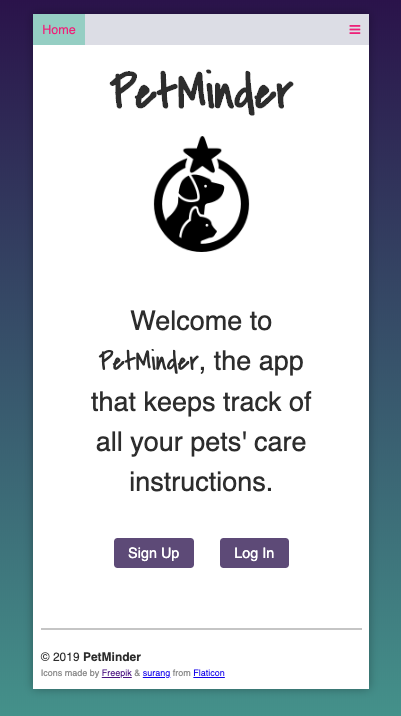 Home
PetMinder
Welcome to
PetMinder, the app
that keeps track of
all your pets' care
instructions.
Sign Up Log In
© 2019 PetMinder
Icons made by Freepik & surang from Flaticon